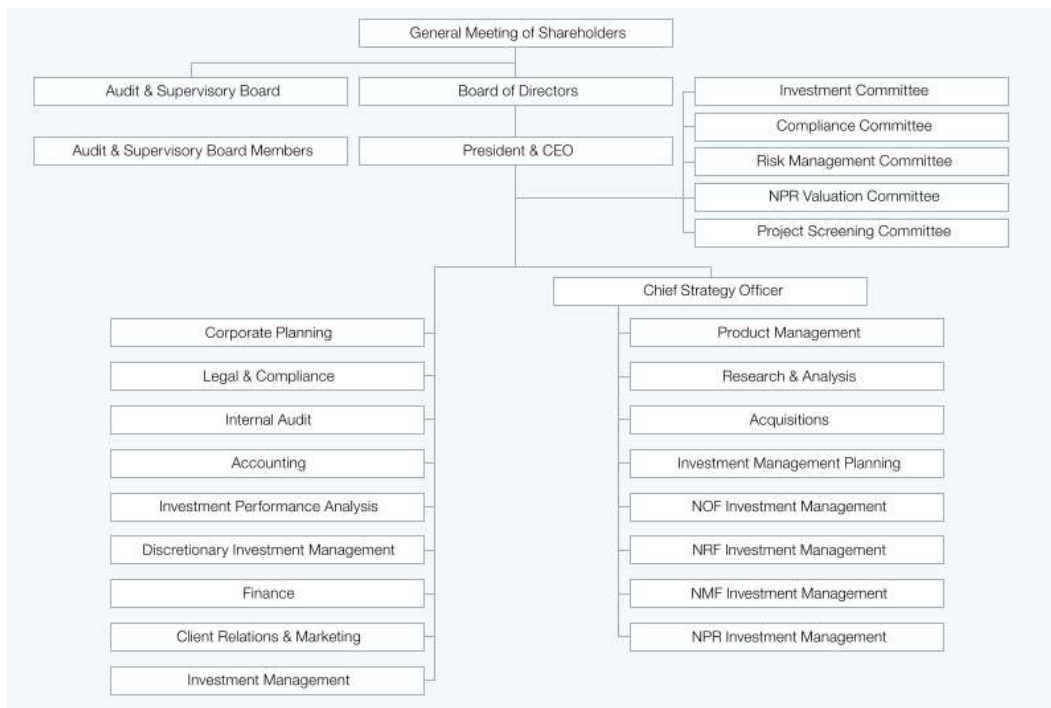 General Meeting of Shareholders
Audit & Supervisory Board
Board of Directors
Investment Committee
Compliance Committee
Audit & Supervisory Board Members
President & CEO
Risk Management Committee
NPR Valuation Committee
Project Screening Committee
Chief Strategy Officer
Corporate Planning
Product Management
Legal & Compliance
Research & Analysis
Internal Audit
Acquisitions
Accounting
Investment Management Planning
Investment Performance Analysis
NOF Investment Management
Discretionary Investment Management
NRF Investment Management
Finance
NMF Investment Management
Client Relations & Marketing
NPR Investment Management
Investment Management